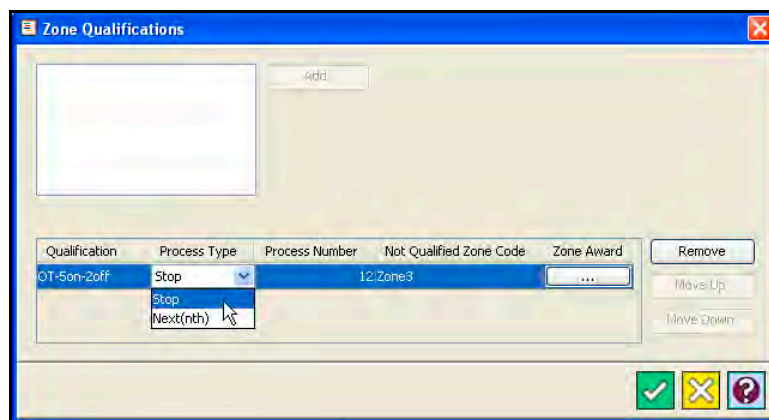 Zone Qualifications
Add
Qualification Process Type Process Number Not Qualified Zone Code Zone Award
OT-5on-2off Stop 12 Zone3 ...
Stop
Next(nth)
Remove
Move Up
Move Down